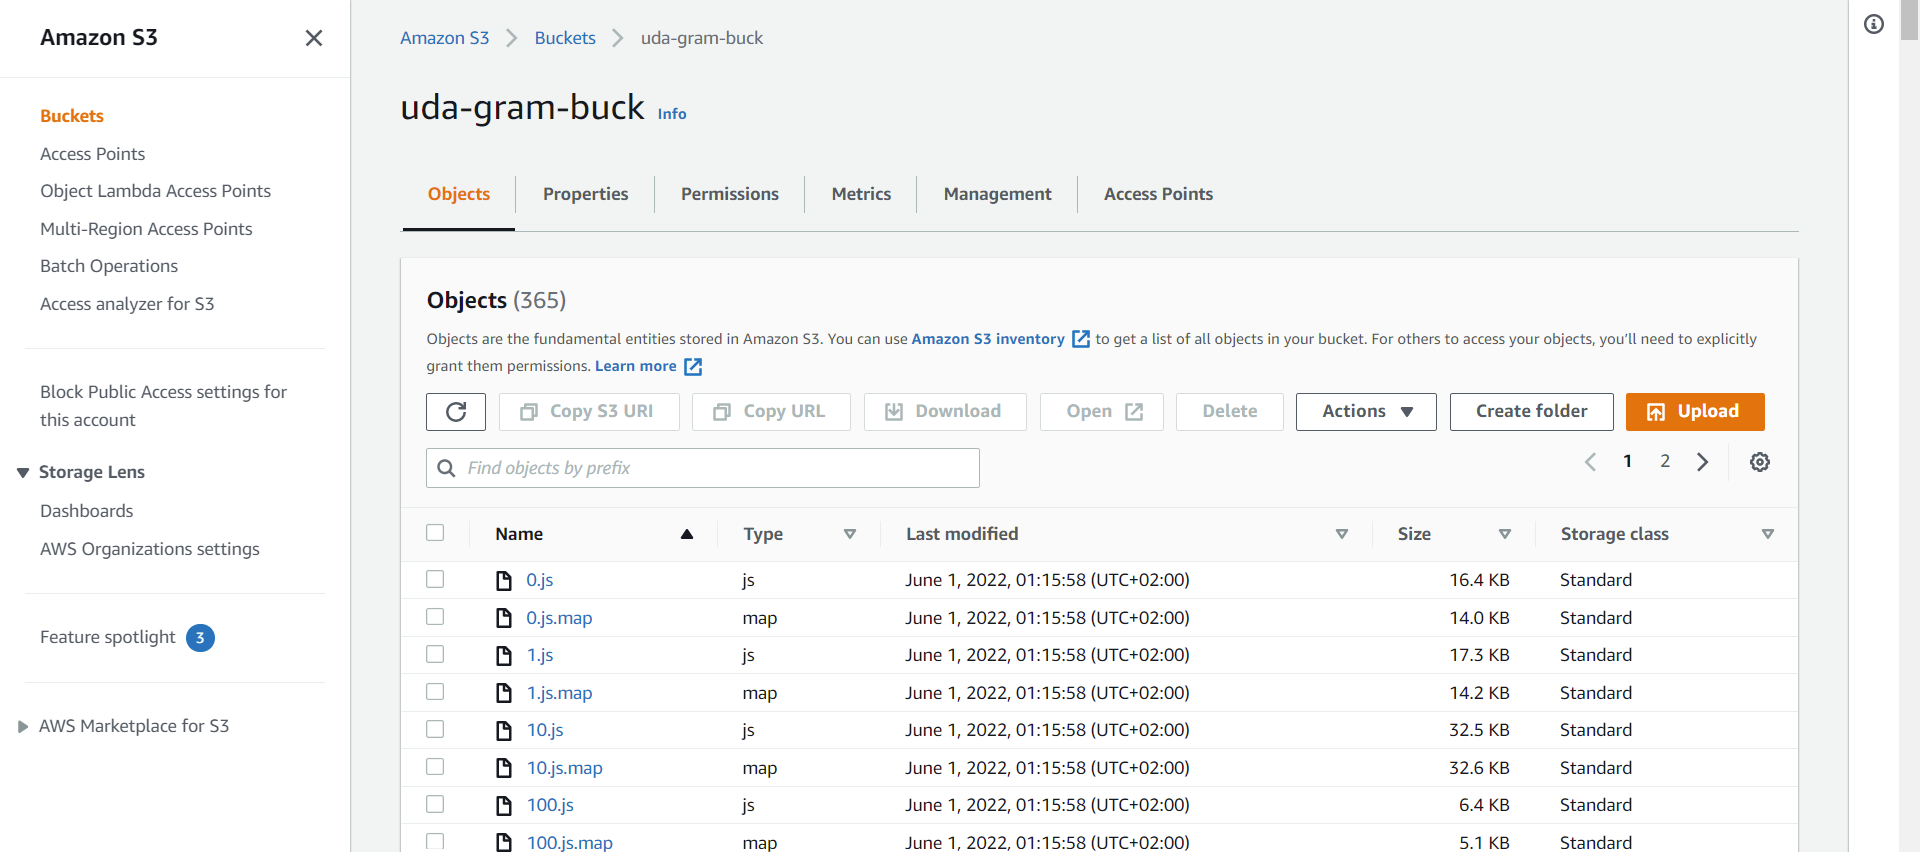 Amazon S3
Buckets
Access Points
Object Lambda Access Points
Multi-Region Access Points
Batch Operations
Access analyzer for S3
Block Public Access settings for
this account
Storage Lens
Dashboards
AWS Organizations settings
Feature spotlight 3
AWS Marketplace for S3
Amazon S3 Buckets uda-gram-buck
uda-gram-buck Info
Objects Properties Permissions Metrics Management Access Points
Objects (365)
Objects are the fundamental entities stored in Amazon S3. You can use Amazon S3 inventory to get a list of all objects in your bucket. For others to access your objects, you'll need to explicitly
grant them permissions. Learn more
Copy S3 URI Copy URL Download Open Delete Actions Create folder Upload
Find objects by prefix 1 2
Name Type Last modified Size Storage class
0.js js June 1, 2022, 01:15:58 (UTC+02:00) 16.4 KB Standard
0.js.map map June 1, 2022, 01:15:58 (UTC+02:00) 14.0 KB Standard
1.js js June 1, 2022, 01:15:58 (UTC+02:00) 17.3 KB Standard
1.js.map map June 1, 2022, 01:15:58 (UTC+02:00) 14.2 KB Standard
10.js js June 1, 2022, 01:15:58 (UTC+02:00) 32.5 KB Standard
10.js.map map June 1, 2022, 01:15:58 (UTC+02:00) 32.6 KB Standard
100.js js June 1, 2022, 01:15:58 (UTC+02:00) 6.4 KB Standard
100.js.map map June 1, 2022, 01:15:58 (UTC+02:00) 5.1 KB Standard